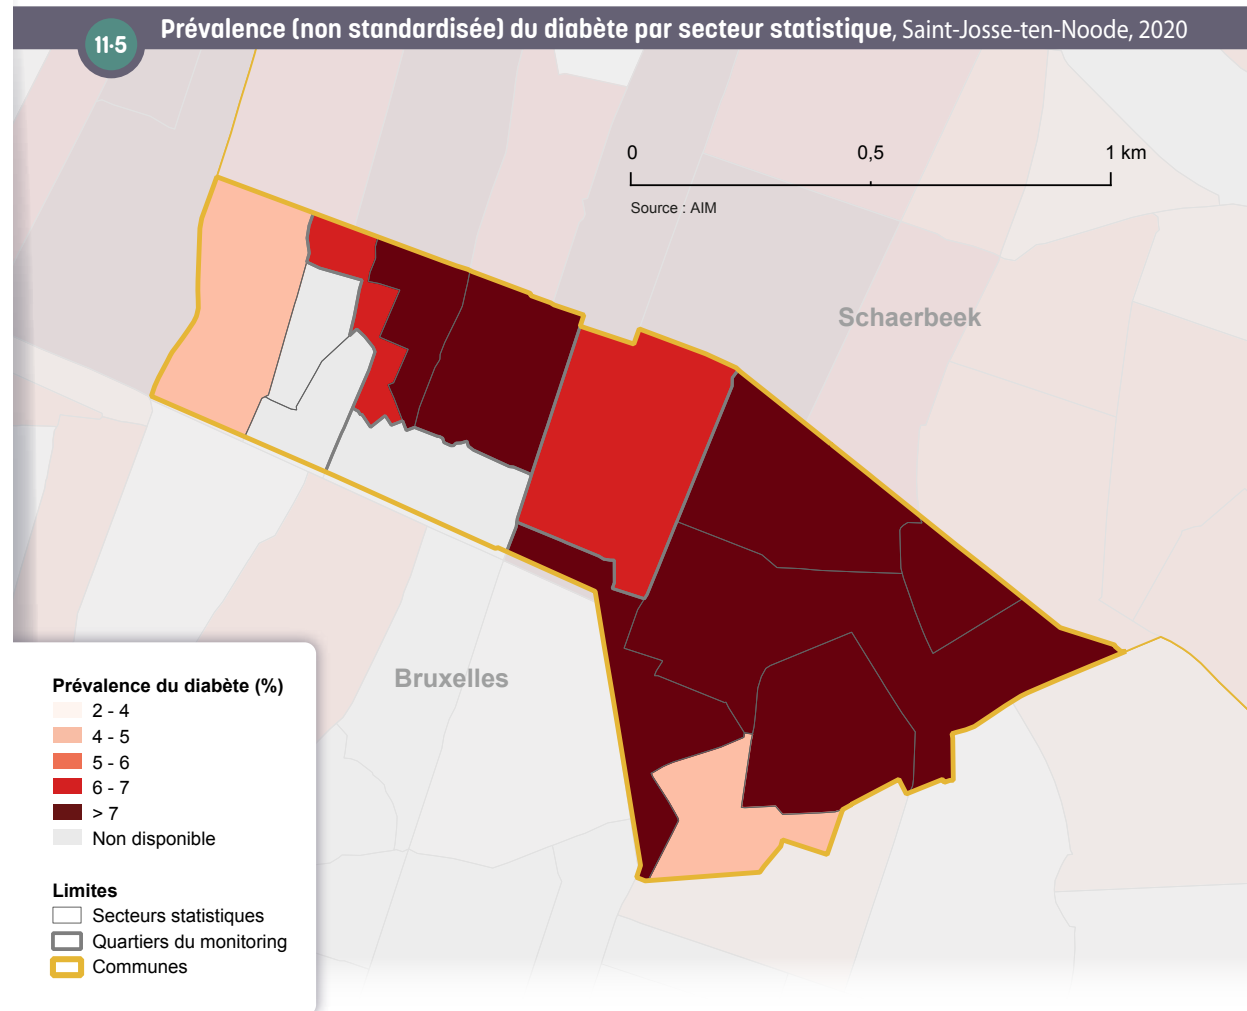 11·5
Prévalence (non standardisée) du diabète par secteur statistique, Saint-Josse-ten-Noode, 2020
0 0,5 1 km
Source : AIM
Schaerbeek
Bruxelles
Prévalence du diabète (%)
2 - 4
4 - 5
5 - 6
6 - 7
> 7
Non disponible
Limites
Secteurs statistiques
Quartiers du monitoring
Communes